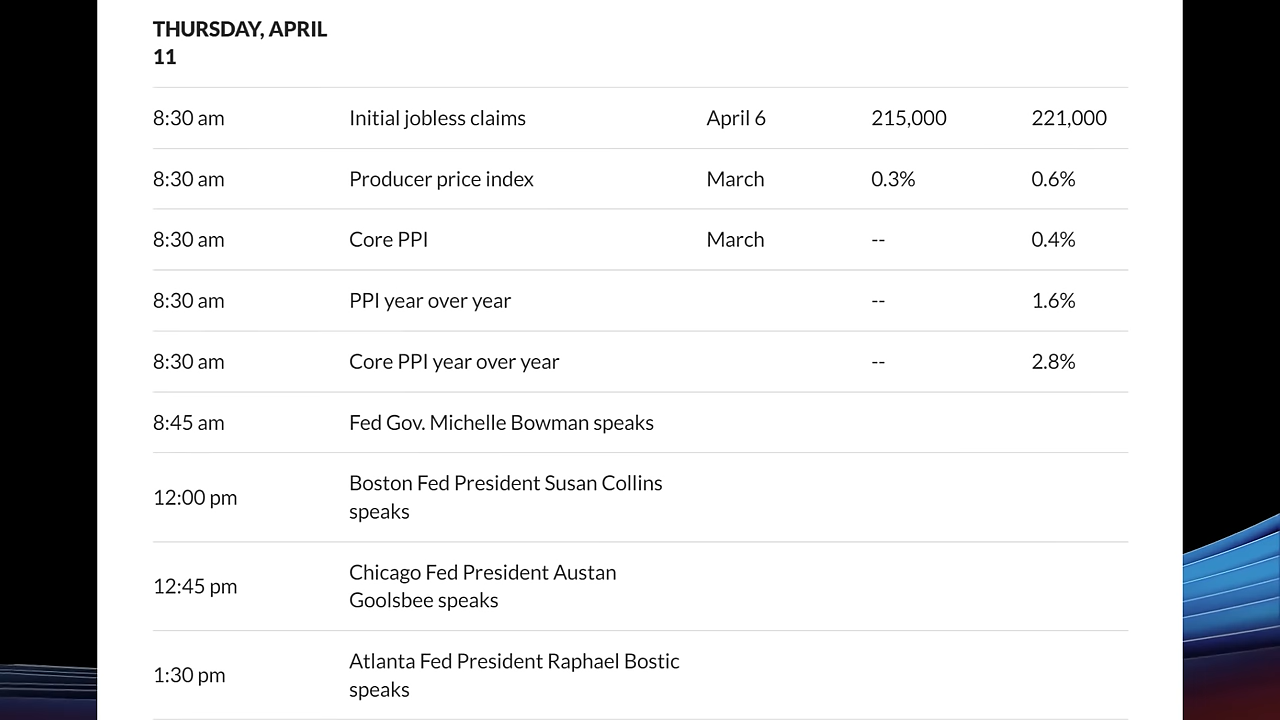 THURSDAY, APRIL
11
8:30 am Initial jobless claims April 6 215,000 221,000
8:30 am Producer price index March 0.3% 0.6%
8:30 am Core PPI March -- 0.4%
8:30 am PPI year over year -- 1.6%
8:30 am Core PPI year over year -- 2.8%
8:45 am Fed Gov. Michelle Bowman speaks
12:00 pm Boston Fed President Susan Collins
speaks
12:45 pm Chicago Fed President Austan
Goolsbee speaks
1:30 pm Atlanta Fed President Raphael Bostic
speaks